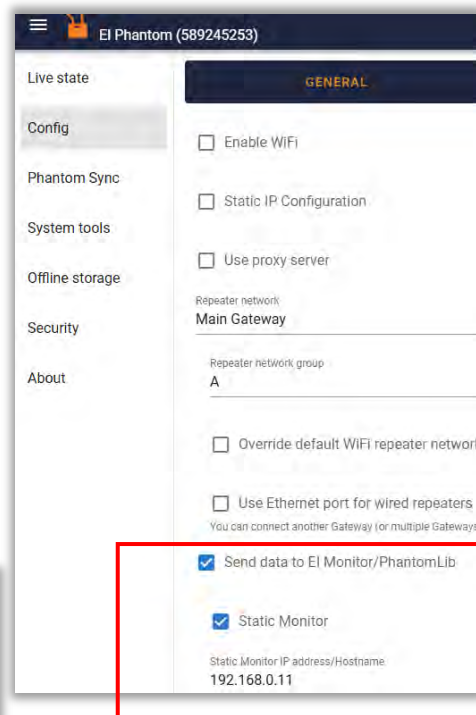 EI Phantom (589245253)
Live state
Config
Phantom Sync
System tools
Offline storage
Security
About
GENERAL
Enable WiFi
Static IP Configuration
Use proxy server
Repeater network
Main Gateway
Repeater network group
A
Override default WiFi repeater network
Use Ethernet port for wired repeaters
You can connect another Gateway (or multiple Gateways
Send data to EI Monitor/PhantomLib
Static Monitor
Static Monitor IP address/Hostname
192.168.0.11